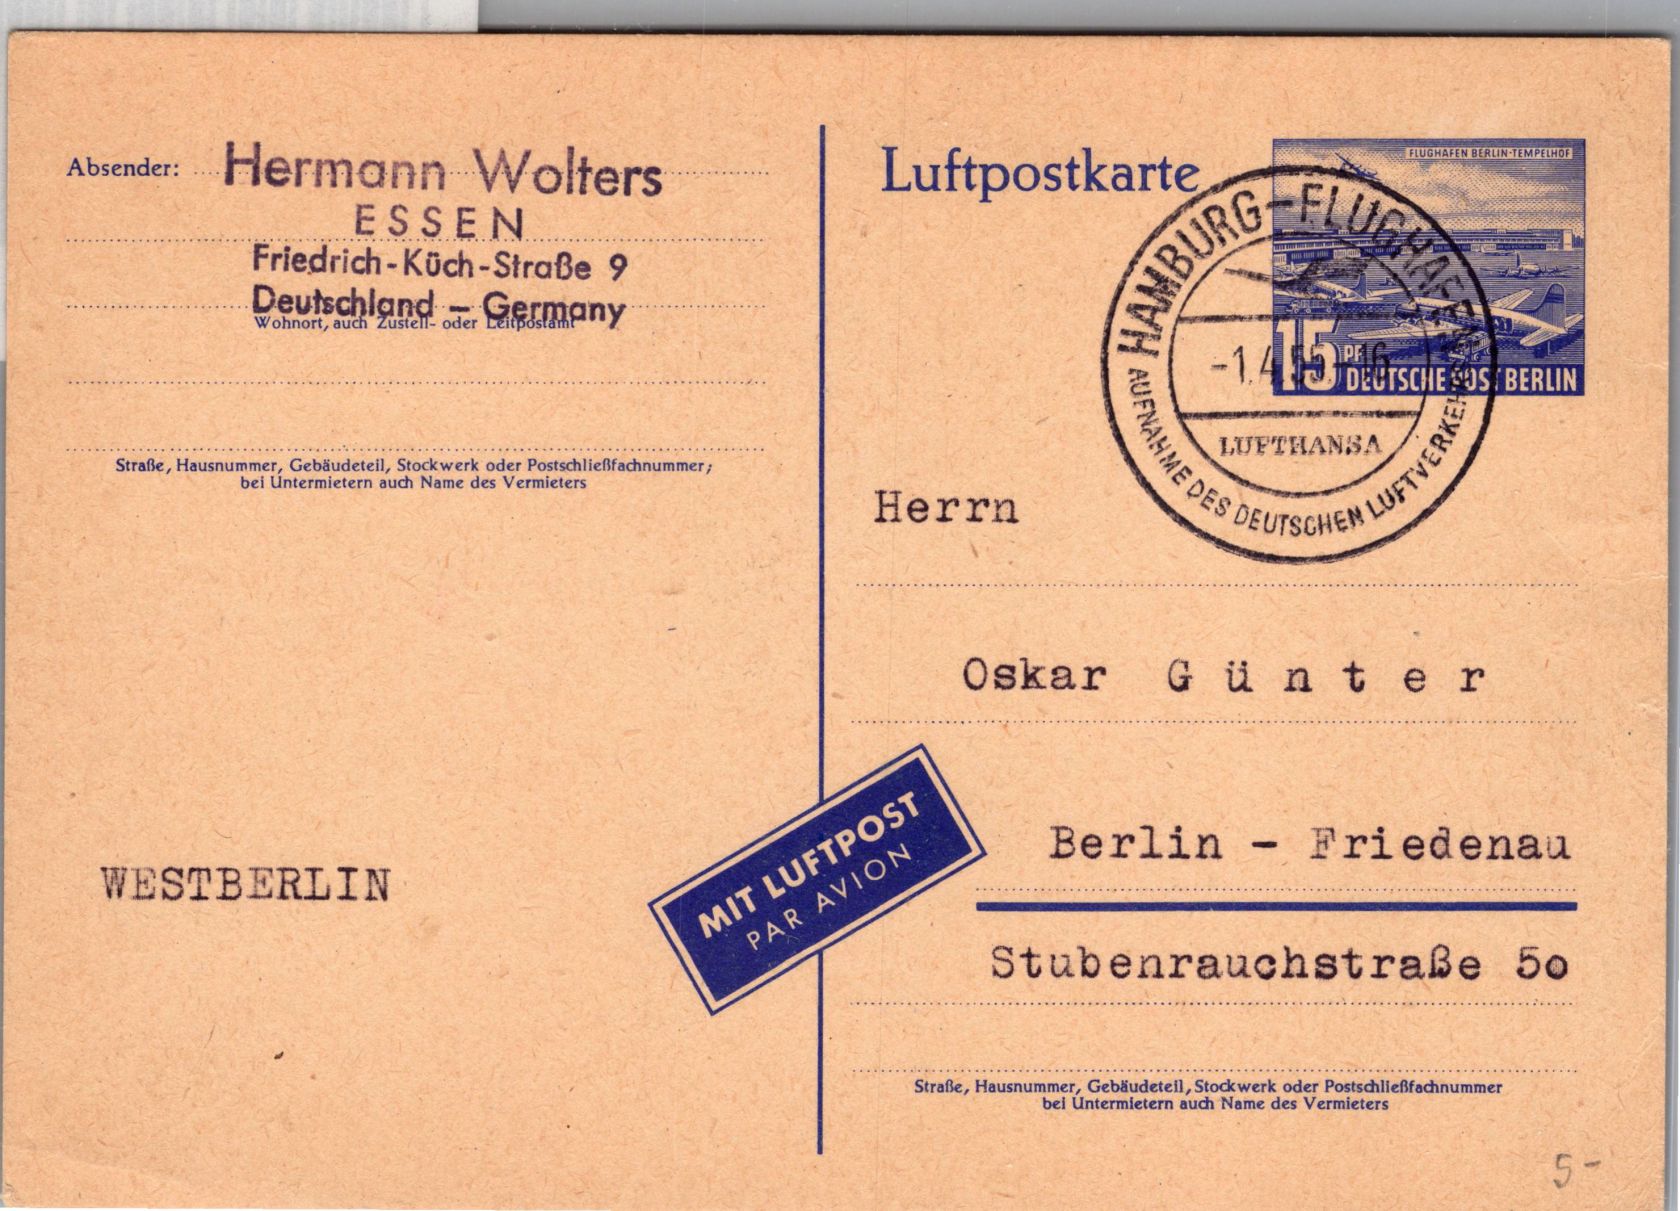 Absender:
Hermann Wolters
ESSEN
Friedrich-Küch-Straße 9
Deutschland – Germany
Wohnort, auch Zustell- oder Leitpostamt
Straße, Hausnummer, Gebäudeteil, Stockwerk oder Postschließfachnummer;
bei Untermietern auch Name des Vermieters
WESTBERLIN
MIT LUFTPOST
PAR AVION
Luftpostkarte
FLUGHAFEN BERLIN-TEMPELHOF
15 PF
DEUTSCHE POST BERLIN
HAMBURG-FLUGHAFEN
-1.4.55.-16
LUFTHANSA
AUFNAHME DES DEUTSCHEN LUFTVERKEHRS
Herrn
Oskar G ü n t e r
Berlin - Friedenau
Stubenrauchstraße 50
Straße, Hausnummer, Gebäudeteil, Stockwerk oder Postschließfachnummer
bei Untermietern auch Name des Vermieters
5-